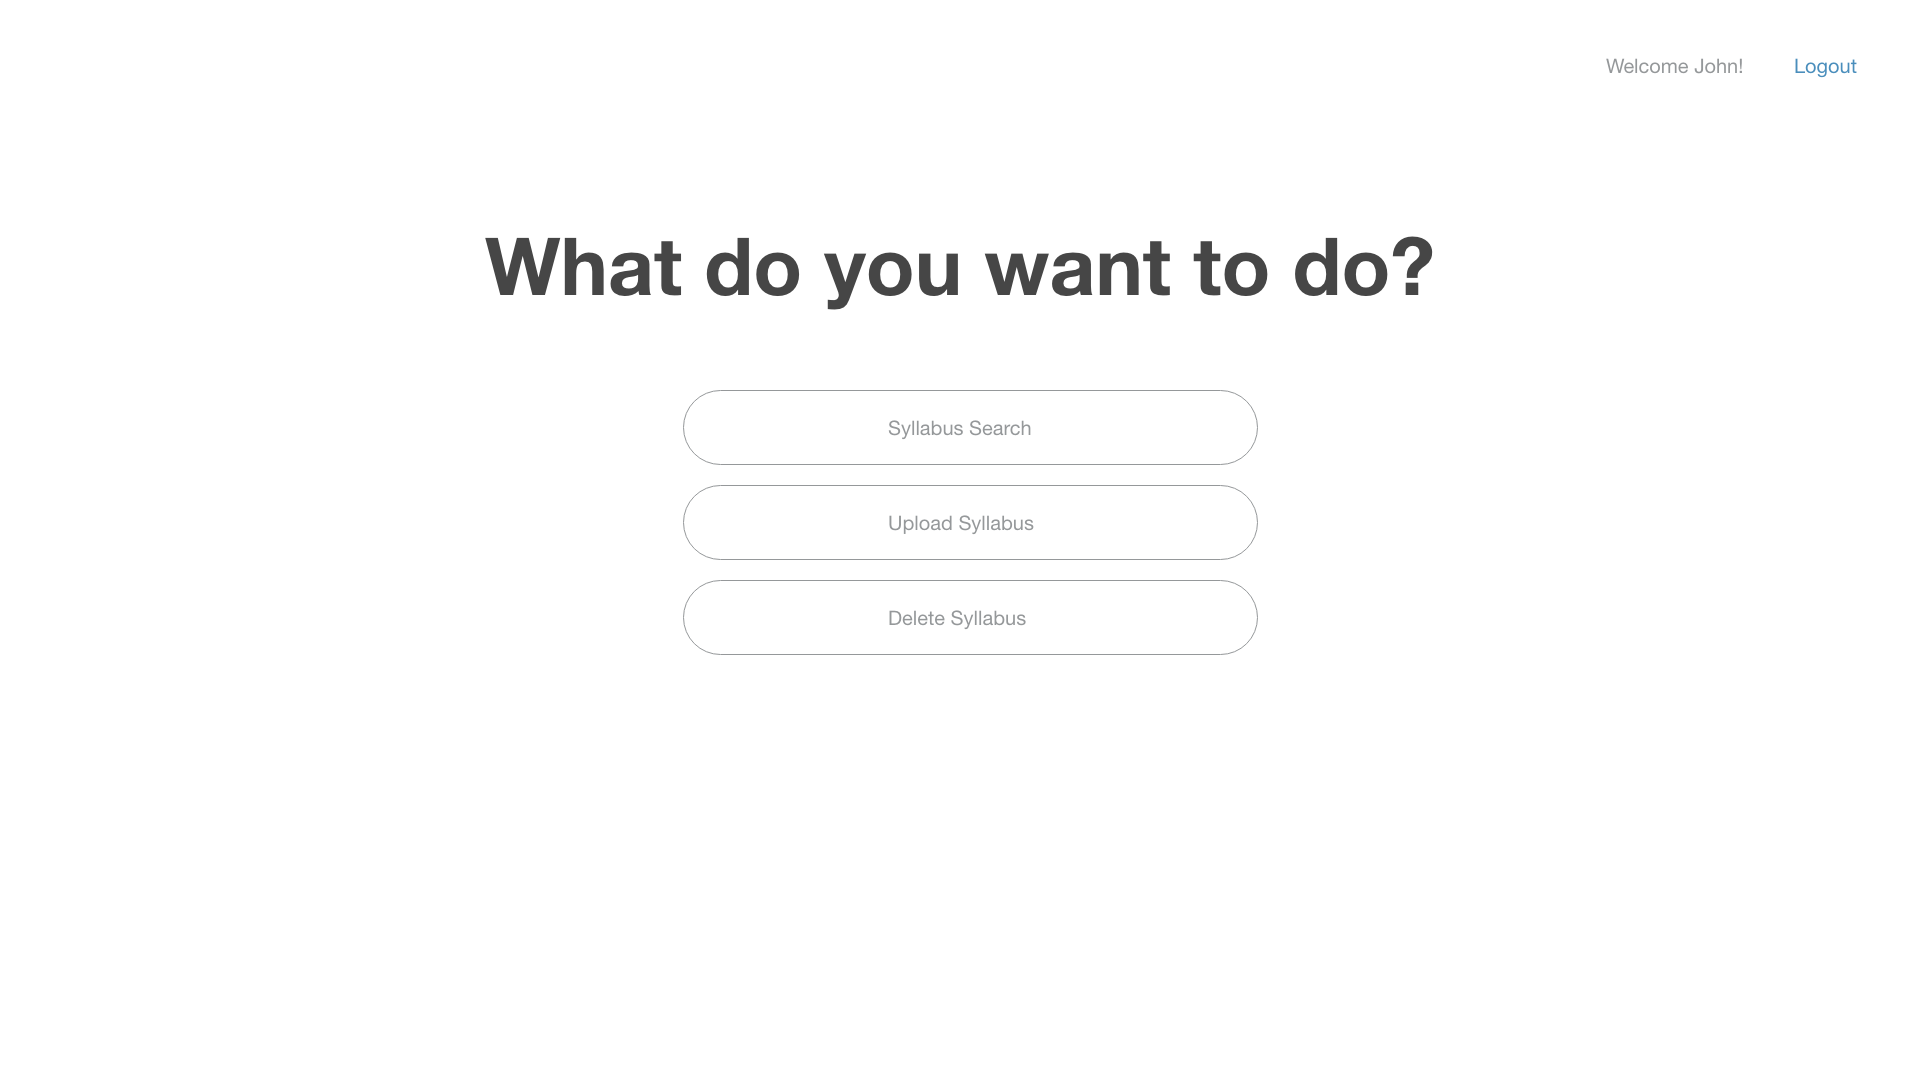 Welcome John! Logout
What do you want to do?
Syllabus Search
Upload Syllabus
Delete Syllabus